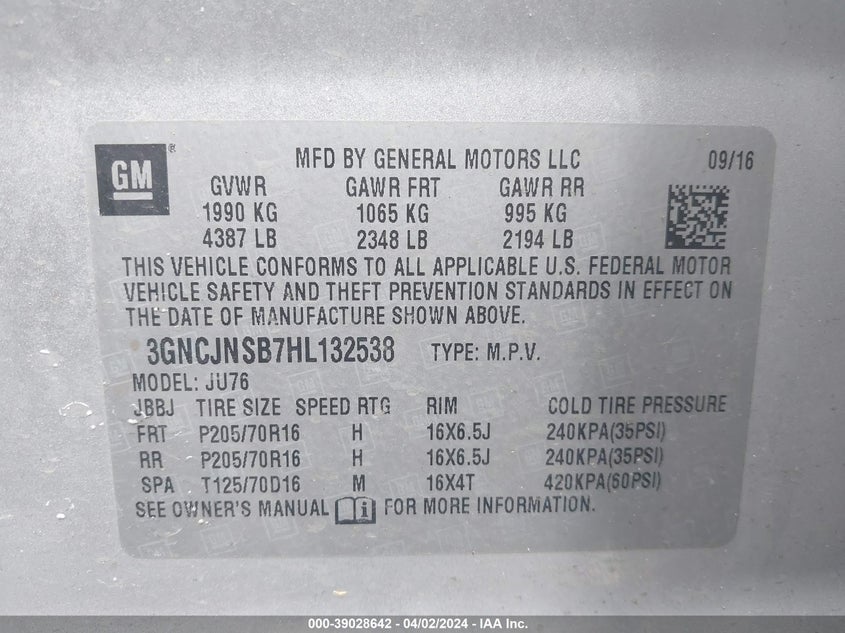 GM®
MFD BY GENERAL MOTORS LLC 09/16
GVWR GAWR FRT GAWR RR
1990 KG 1065 KG 995 KG
4387 LB 2348 LB 2194 LB
THIS VEHICLE CONFORMS TO ALL APPLICABLE U.S. FEDERAL MOTOR
VEHICLE SAFETY AND THEFT PREVENTION STANDARDS IN EFFECT ON
THE DATE OF MANUFACTURE SHOWN ABOVE.
3GNCJNSB7HL132538 TYPE: M.P.V.
MODEL: JU76
JBBJ TIRE SIZE SPEED RTG RIM COLD TIRE PRESSURE
FRT P205/70R16 H 16X6.5J 240KPA(35PSI)
RR P205/70R16 H 16X6.5J 240KPA(35PSI)
SPA T125/70D16 M 16X4T 420KPA(60PSI)
SEE OWNER'S MANUAL i FOR MORE INFORMATION.
000-39028642 - 04/02/2024 - IAA Inc.